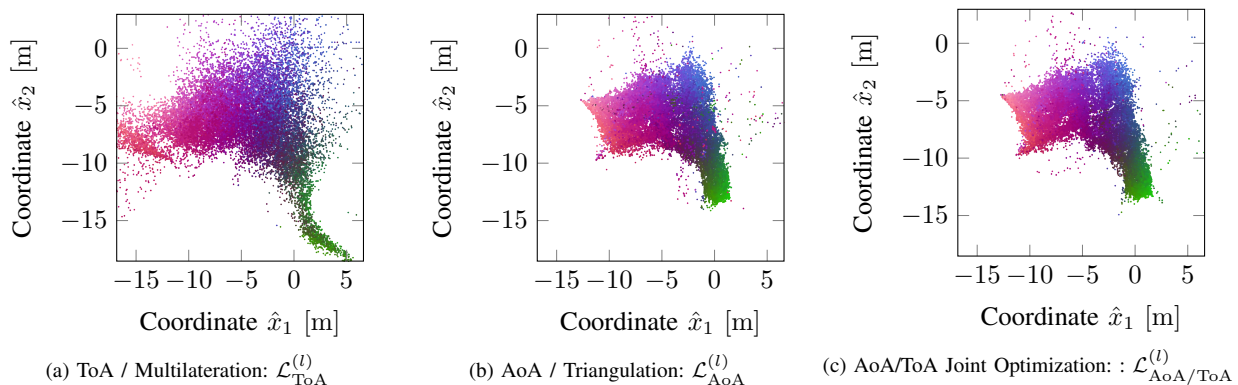 Coordinate x̂₂ [m]
0
−5
−10
−15
−15 −10 −5 0 5
Coordinate x̂₁ [m]
(a) ToA / Multilateration: ℒ_ToA^(l)
Coordinate x̂₂ [m]
0
−5
−10
−15
−15 −10 −5 0 5
Coordinate x̂₁ [m]
(b) AoA / Triangulation: ℒ_AoA^(l)
Coordinate x̂₂ [m]
0
−5
−10
−15
−15 −10 −5 0 5
Coordinate x̂₁ [m]
(c) AoA/ToA Joint Optimization: : ℒ_AoA/ToA^(l)